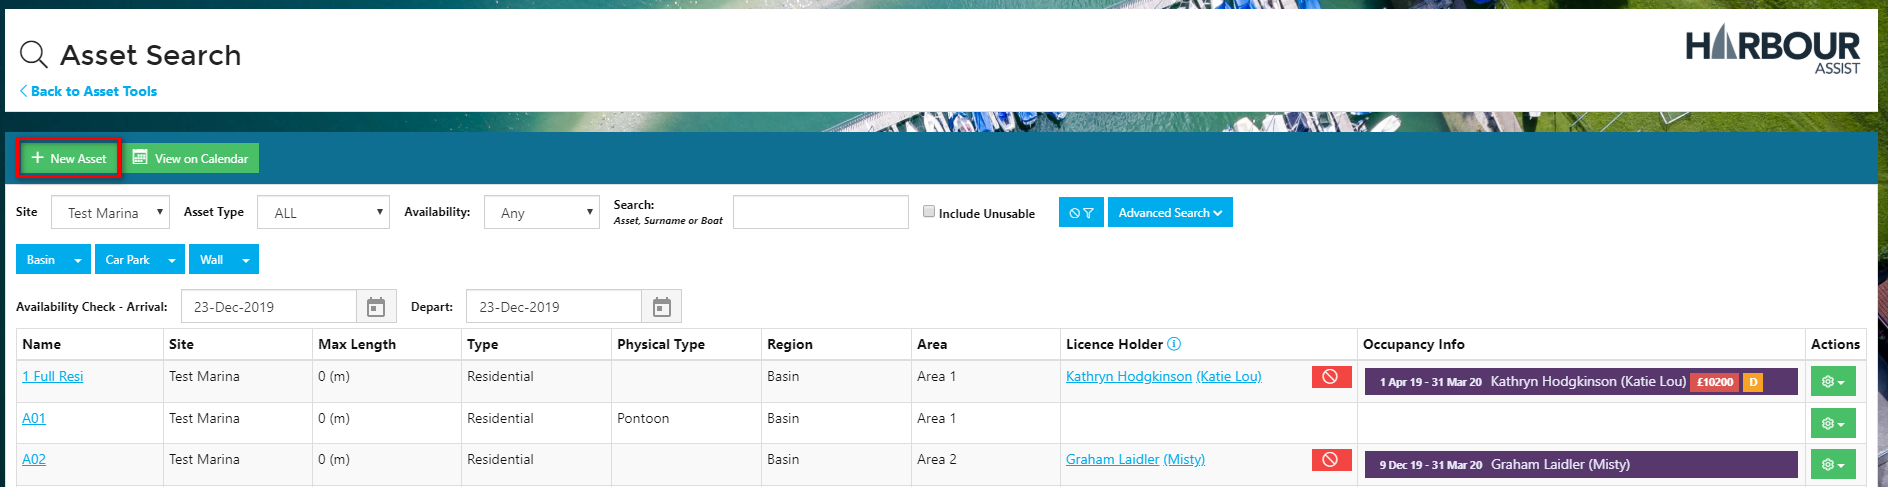 Asset Search
HARBOUR
ASSIST
Back to Asset Tools
New Asset View on Calendar
Site Test Marina Asset Type ALL Availability: Any Search: Include Unusable Advanced Search
Asset, Surname or Boat
Basin Car Park Wall
Availability Check - Arrival: 23-Dec-2019 Depart: 23-Dec-2019
Name Site Max Length Type Physical Type Region Area Licence Holder Occupancy Info Actions
1 Full Resi Test Marina 0 (m) Residential Basin Area 1 Kathryn Hodgkinson (Katie Lou) 1 Apr 19 - 31 Mar 20 Kathryn Hodgkinson (Katie Lou) £10200 D
A01 Test Marina 0 (m) Residential Pontoon Basin Area 1
A02 Test Marina 0 (m) Residential Basin Area 2 Graham Laidler (Misty) 9 Dec 19 - 31 Mar 20 Graham Laidler (Misty)